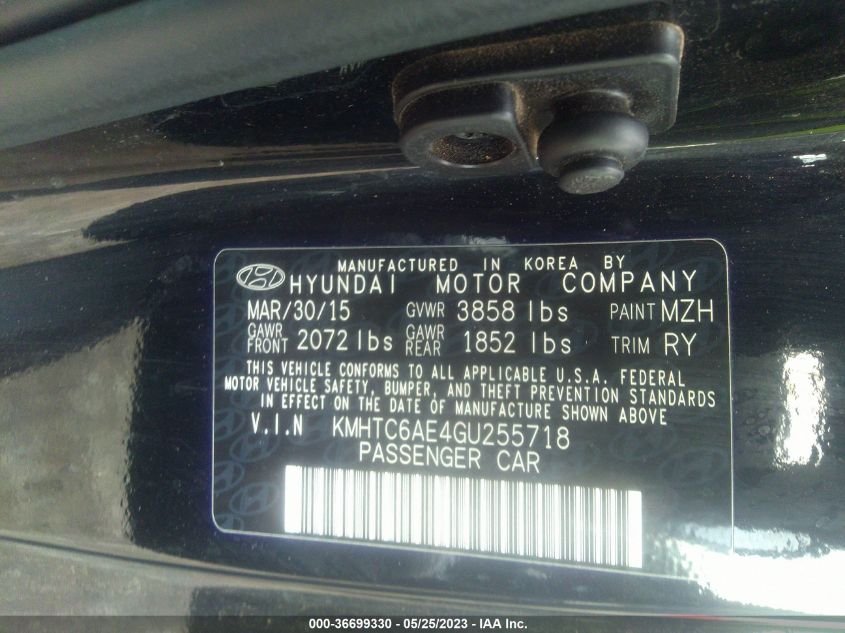 MANUFACTURED IN KOREA BY
HYUNDAI MOTOR COMPANY
MAR/30/15 GVWR 3858 lbs PAINT MZH
GAWR FRONT 2072 lbs GAWR REAR 1852 lbs TRIM RY
THIS VEHICLE CONFORMS TO ALL APPLICABLE U.S.A. FEDERAL
MOTOR VEHICLE SAFETY, BUMPER, AND THEFT PREVENTION STANDARDS
IN EFFECT ON THE DATE OF MANUFACTURE SHOWN ABOVE
V.I.N KMHTC6AE4GU255718
PASSENGER CAR
000-36699330 - 05/25/2023 - IAA Inc.